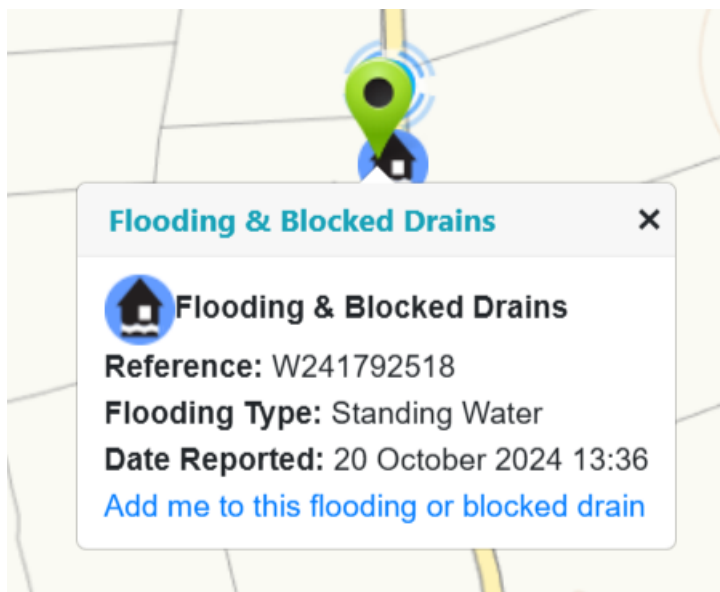 Flooding & Blocked Drains ×
Flooding & Blocked Drains
Reference: W241792518
Flooding Type: Standing Water
Date Reported: 20 October 2024 13:36
Add me to this flooding or blocked drain